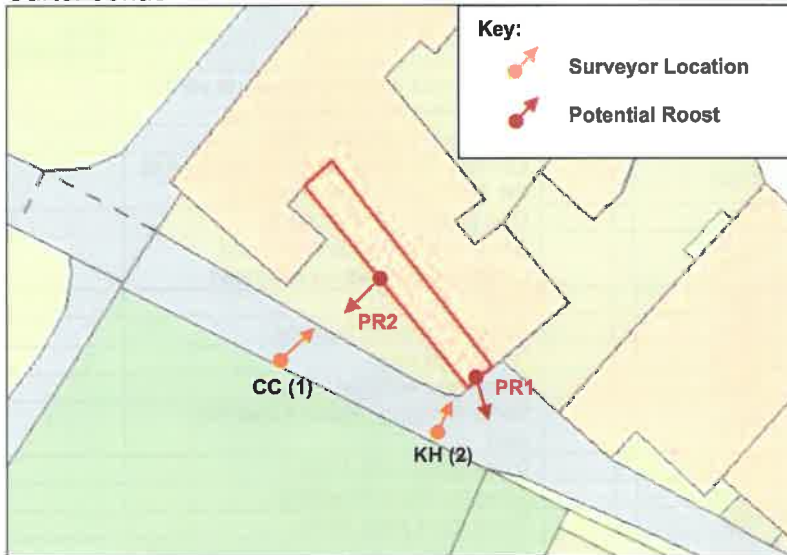 Key:
Surveyor Location
Potential Roost
PR2
CC (1)
PR1
KH (2)